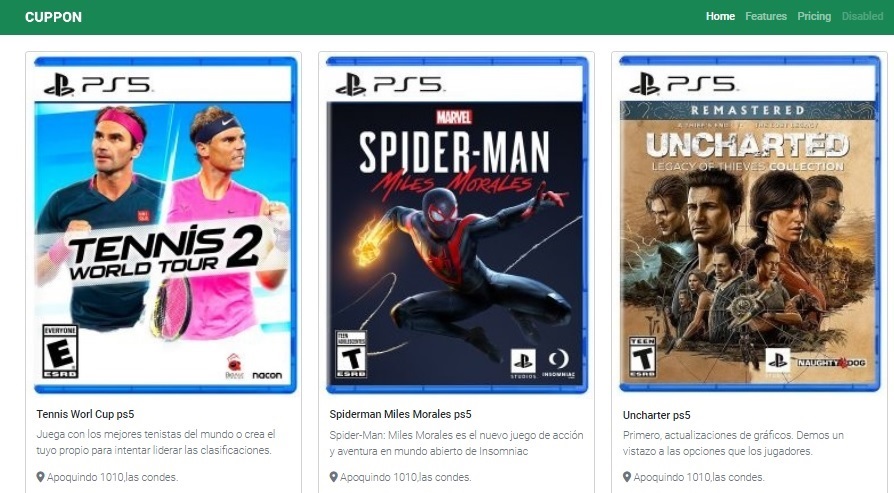 CUPPON
Home Features Pricing Disabled
PS5
TENNIS
WORLD TOUR 2
EVERYONE
E
ESRB
nacon
Tennis Worl Cup ps5
Juega con los mejores tenistas del mundo o crea el
tuyo propio para intentar liderar las clasificaciones.
Apoquindo 1010,las condes.
PS5
MARVEL
SPIDER-MAN
MILES MORALES
TEEN
ADOLESCENTES
T
ESRB
PlayStation
STUDIOS
INSOMNIAC
Spiderman Miles Morales ps5
Spider-Man: Miles Morales es el nuevo juego de acción
y aventura en mundo abierto de Insomniac
Apoquindo 1010,las condes.
PS5
REMASTERED
A THIEF'S END THE LOST LEGACY
UNCHARTED
LEGACY OF THIEVES COLLECTION
TEEN
T
ESRB
NAUGHTY DOG
Uncharter ps5
Primero, actualizaciones de gráficos. Demos un
vistazo a las opciones que los jugadores.
Apoquindo 1010,las condes.